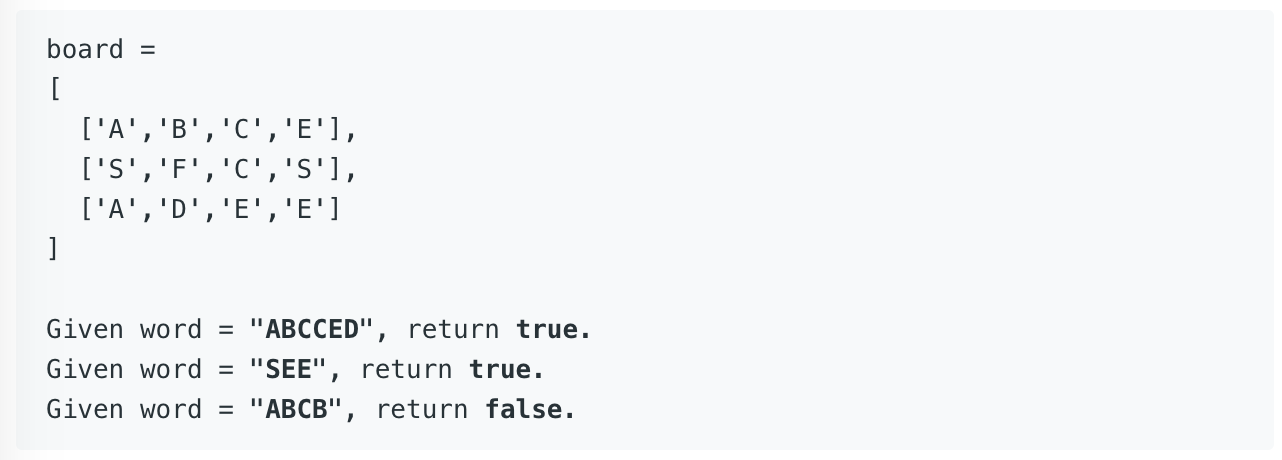 board =
[
  ['A','B','C','E'],
  ['S','F','C','S'],
  ['A','D','E','E']
]
Given word = "ABCCED", return true.
Given word = "SEE", return true.
Given word = "ABCB", return false.